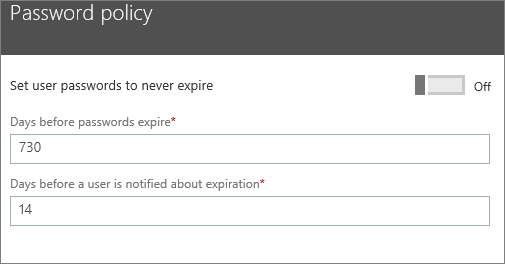 Password policy
Set user passwords to never expire
Off
Days before passwords expire*
730
Days before a user is notified about expiration*
14